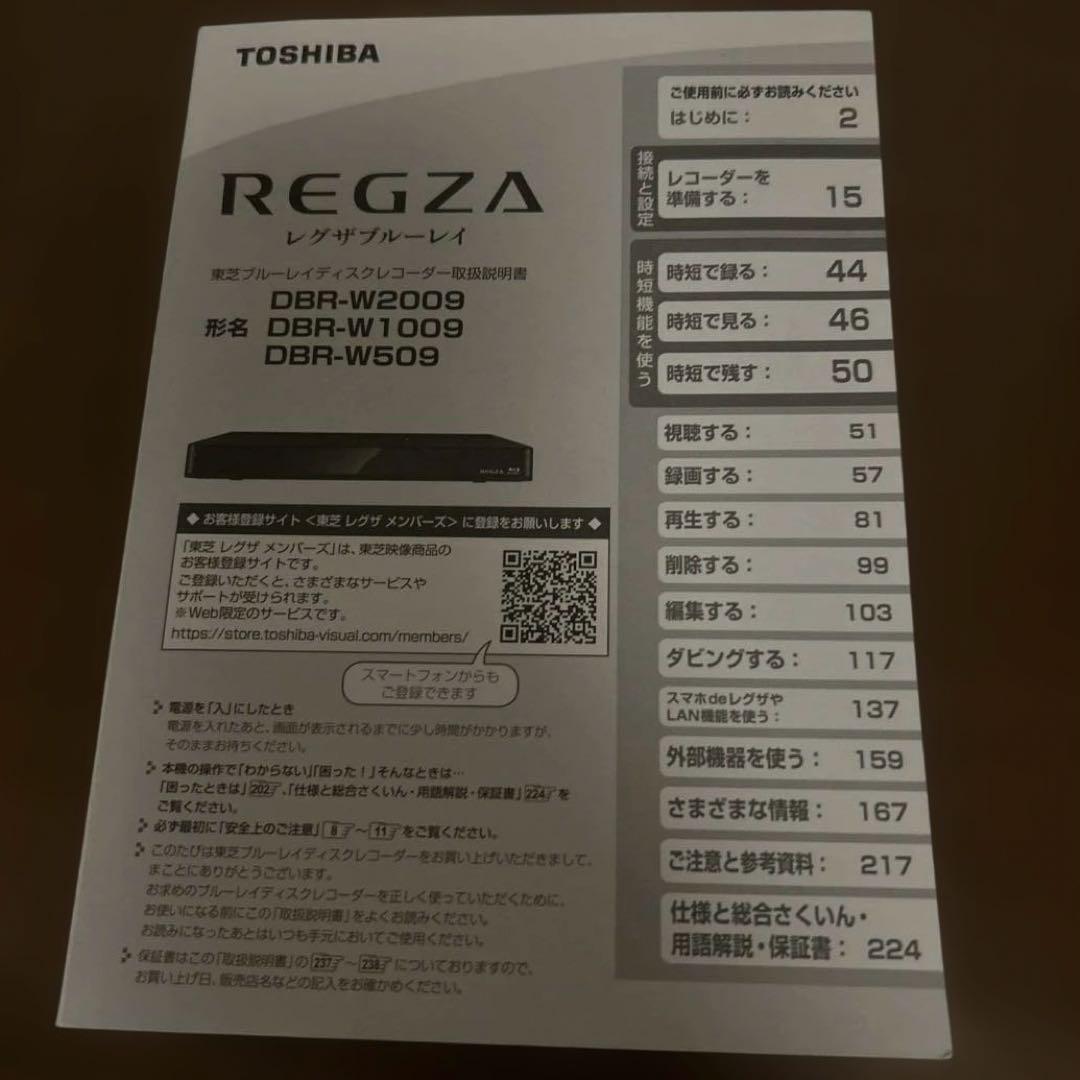 TOSHIBA
REGZA
レグザブルーレイ
東芝ブルーレイディスクレコーダー取扱説明書
DBR-W2009
形名 DBR-W1009
DBR-W509
REGZA
◆ お客様登録サイト＜東芝 レグザ メンバーズ＞ に登録をお願いします ◆
「東芝 レグザ メンバーズ」は、東芝映像商品の
お客様登録サイトです。
ご登録いただくと、さまざまなサービスや
サポートが受けられます。
※Web限定のサービスです。
https://store.toshiba-visual.com/members/
スマートフォンからも
ご登録できます
電源を「入」にしたとき
電源を入れたあと、画面が表示されるまでに少し時間がかかりますが、
そのままお待ちください。
本機の操作で「わからない」「困った！」そんなときは…
「困ったときは」202、「仕様と総合さくいん・用語解説・保証書」224を
ご覧ください。
必ず最初に「安全上のご注意」8～11をご覧ください。
このたびは東芝ブルーレイディスクレコーダーをお買い上げいただきまして、
まことにありがとうございます。
お求めのブルーレイディスクレコーダーを正しく使っていただくために、
お使いになる前にこの「取扱説明書」をよくお読みください。
お読みになったあとはいつも手元においてご使用ください。
保証書はこの「取扱説明書」の237～238についておりますので、
お買い上げ日、販売店名などの記入をお確かめください。
ご使用前に必ずお読みください
はじめに： 2
接続と設定
レコーダーを
準備する： 15
時短機能を使う
時短で録る： 44
時短で見る： 46
時短で残す： 50
視聴する： 51
録画する： 57
再生する： 81
削除する： 99
編集する： 103
ダビングする： 117
スマホdeレグザや
LAN機能を使う： 137
外部機器を使う： 159
さまざまな情報： 167
ご注意と参考資料： 217
仕様と総合さくいん・
用語解説・保証書： 224